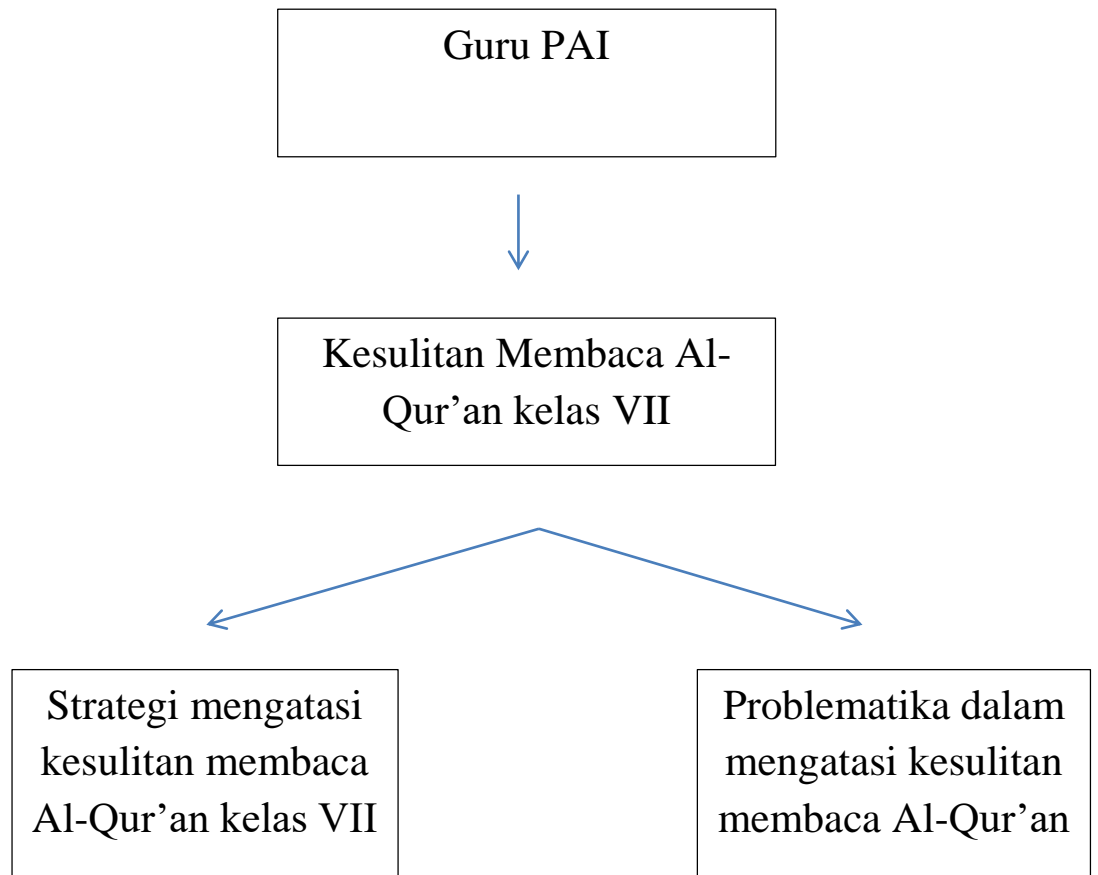 Guru PAI
Kesulitan Membaca Al-
Qur’an kelas VII
Strategi mengatasi
kesulitan membaca
Al-Qur’an kelas VII
Problematika dalam
mengatasi kesulitan
membaca Al-Qur’an